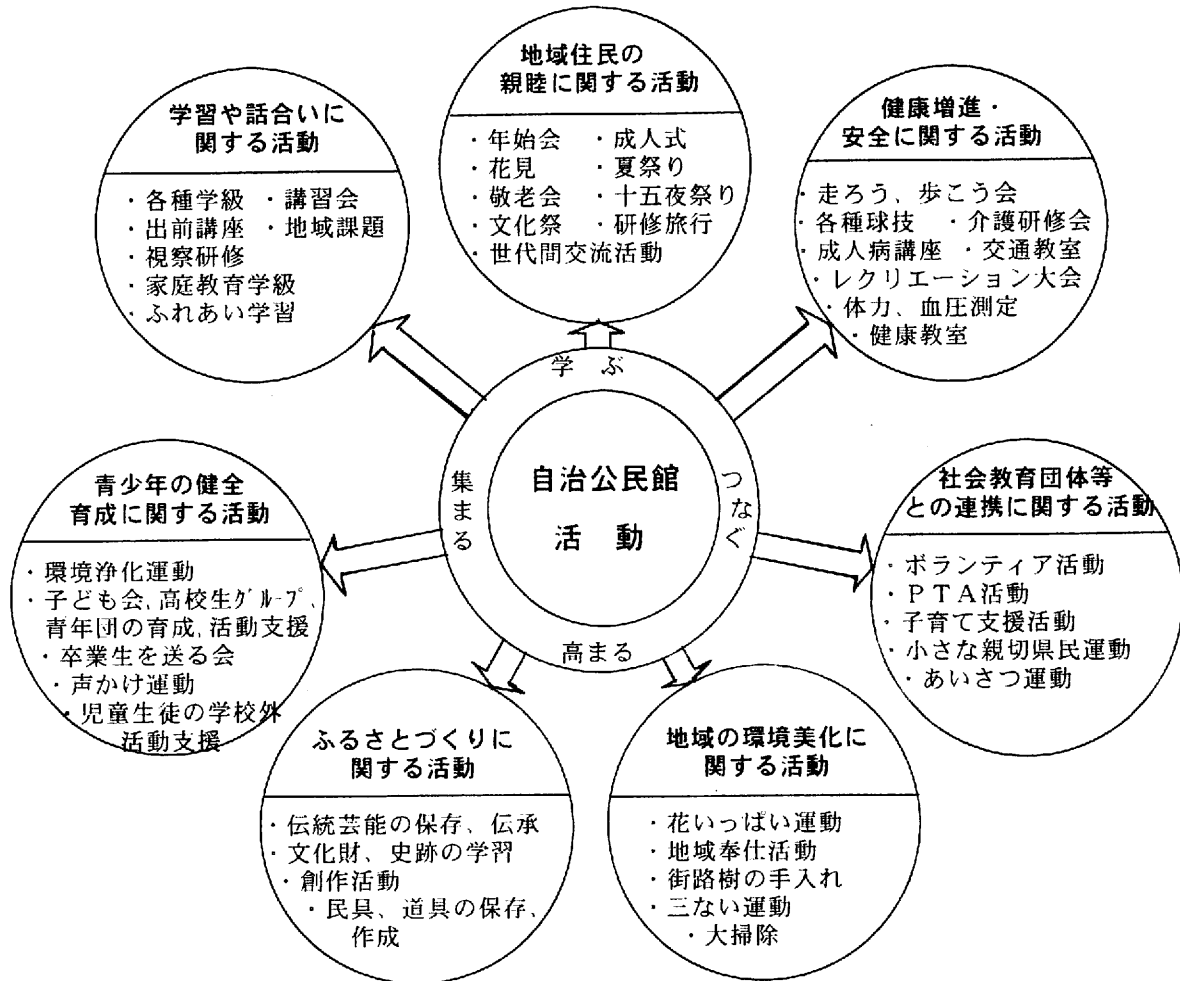 地域住民の
親睦に関する活動
・年始会 ・成人式
・花見 ・夏祭り
・敬老会 ・十五夜祭り
・文化祭 ・研修旅行
・世代間交流活動
学習や話合いに
関する活動
・各種学級 ・講習会
・出前講座 ・地域課題
・視察研修
・家庭教育学級
・ふれあい学習
健康増進・
安全に関する活動
・走ろう、歩こう会
・各種球技 ・介護研修会
・成人病講座 ・交通教室
・レクリエーション大会
・体力、血圧測定
・健康教室
学ぶ
集まる
つなぐ
高まる
自治公民館
活動
青少年の健全
育成に関する活動
・環境浄化運動
・子ども会,高校生グループ、
青年団の育成,活動支援
・卒業生を送る会
・声かけ運動
・児童生徒の学校外
活動支援
社会教育団体等
との連携に関する活動
・ボランティア活動
・PTA活動
・子育て支援活動
・小さな親切県民運動
・あいさつ運動
ふるさとづくりに
関する活動
・伝統芸能の保存、伝承
・文化財、史跡の学習
・創作活動
・民具、道具の保存、
作成
地域の環境美化に
関する活動
・花いっぱい運動
・地域奉仕活動
・街路樹の手入れ
・三ない運動
・大掃除